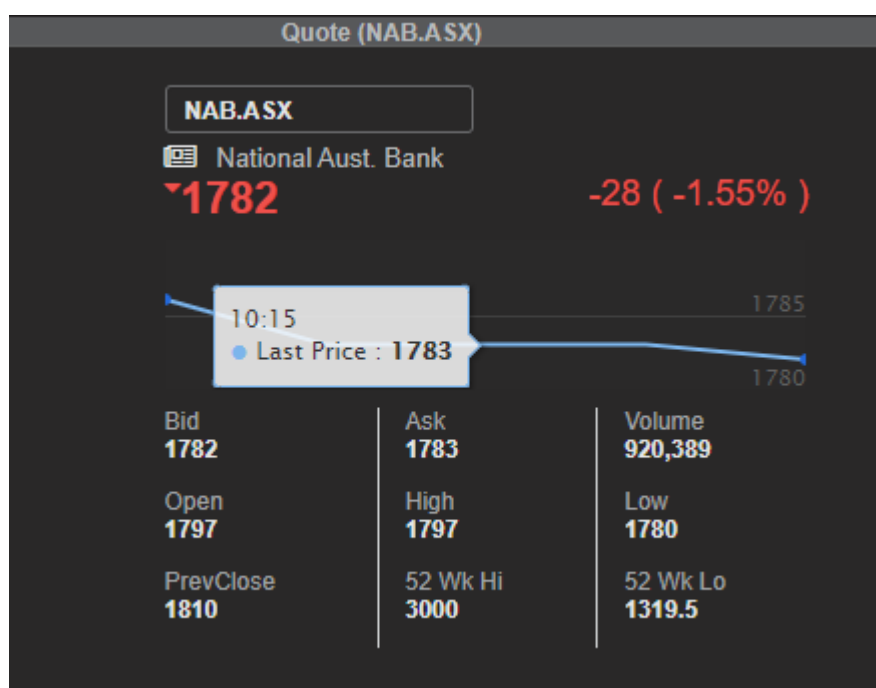 Quote (NAB.ASX)
NAB.ASX
National Aust. Bank
1782 -28 ( -1.55% )
1785
10:15
Last Price : 1783
1780
Bid Ask Volume
1782 1783 920,389
Open High Low
1797 1797 1780
PrevClose 52 Wk Hi 52 Wk Lo
1810 3000 1319.5